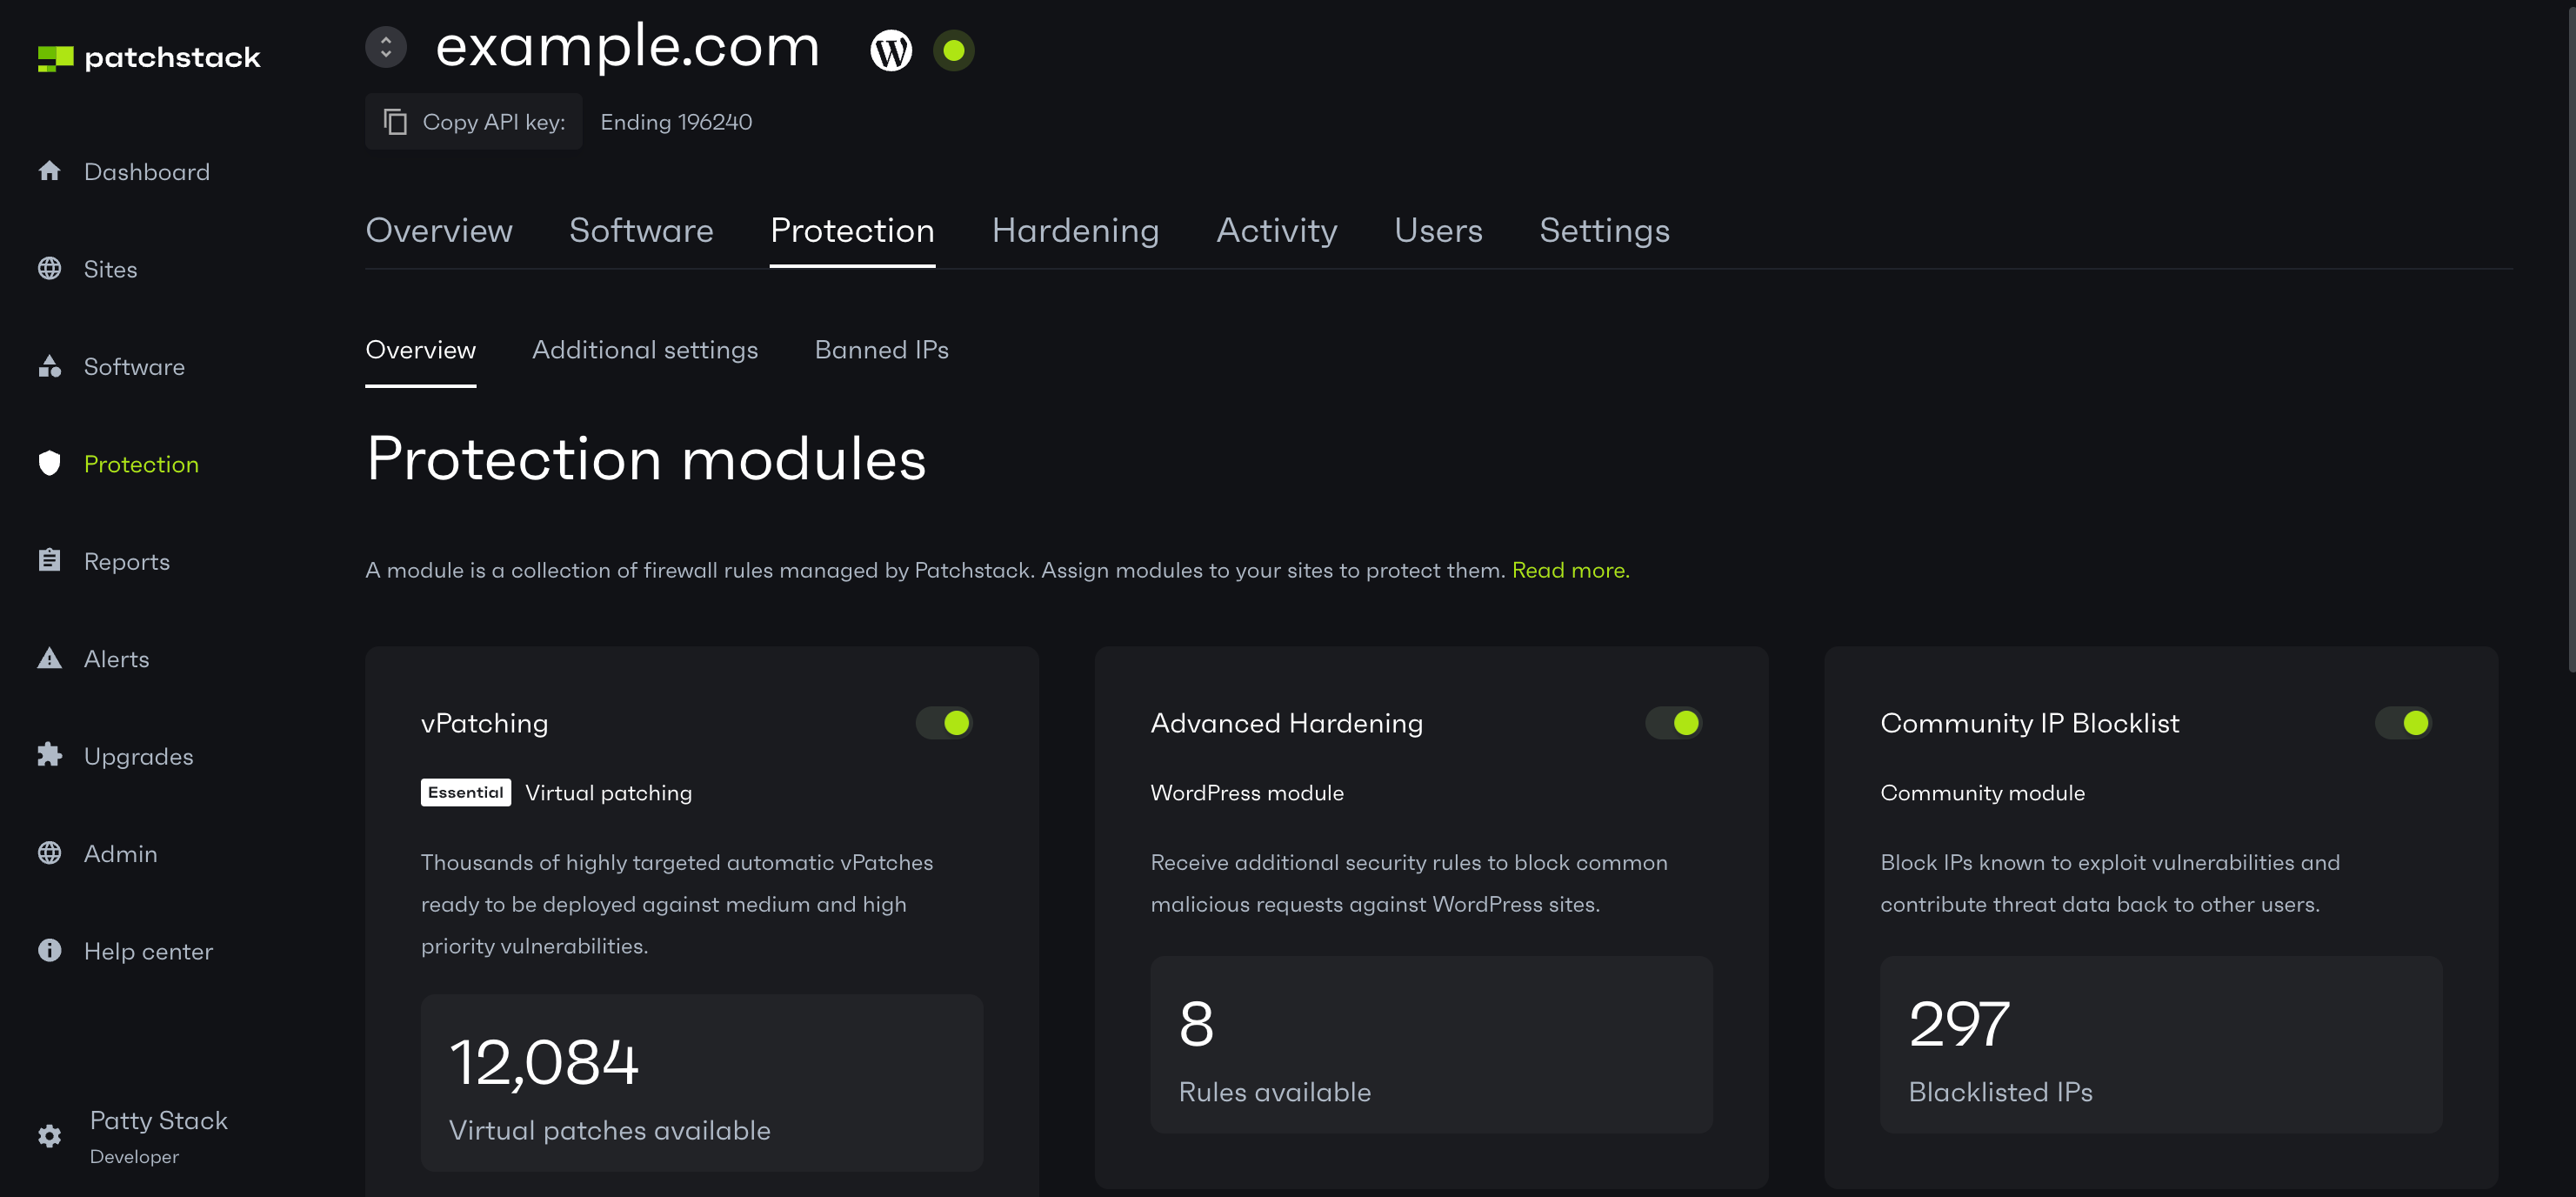 patchstack
Dashboard
Sites
Software
Protection
Reports
Alerts
Upgrades
Admin
Help center
Patty Stack
Developer
example.com
Copy API key: Ending 196240
Overview Software Protection Hardening Activity Users Settings
Overview Additional settings Banned IPs
Protection modules
A module is a collection of firewall rules managed by Patchstack. Assign modules to your sites to protect them. Read more.
vPatching
Essential Virtual patching
Thousands of highly targeted automatic vPatches
ready to be deployed against medium and high
priority vulnerabilities.
12,084
Virtual patches available
Advanced Hardening
WordPress module
Receive additional security rules to block common
malicious requests against WordPress sites.
8
Rules available
Community IP Blocklist
Community module
Block IPs known to exploit vulnerabilities and
contribute threat data back to other users.
297
Blacklisted IPs